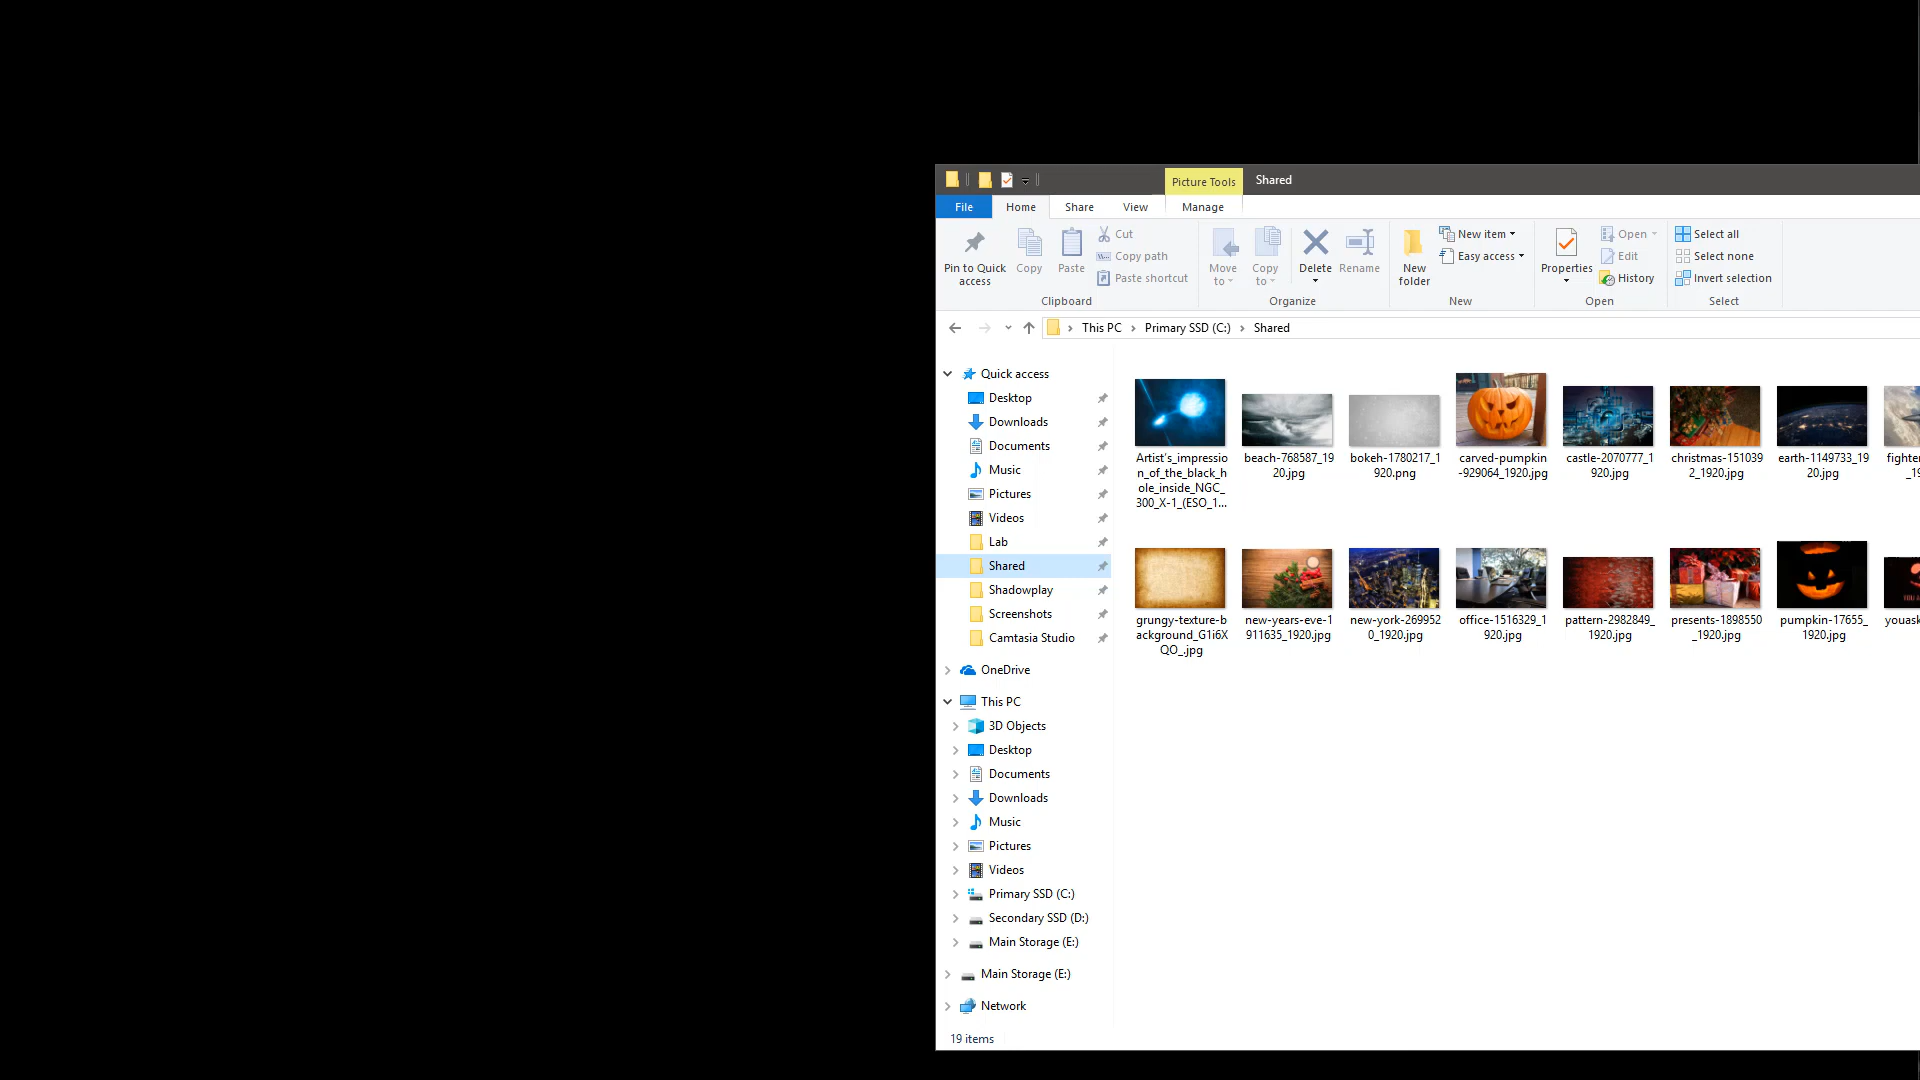 Picture Tools
Shared
File
Home
Share
View
Manage
Pin to Quick
access
Copy
Paste
Cut
Copy path
Paste shortcut
Clipboard
Move
to
Copy
to
Delete
Rename
Organize
New
folder
New item
Easy access
New
Properties
Open
Edit
History
Open
Select all
Select none
Invert selection
Select
This PC
Primary SSD (C:)
Shared
Quick access
Desktop
Downloads
Documents
Music
Pictures
Videos
Lab
Shared
Shadowplay
Screenshots
Camtasia Studio
OneDrive
This PC
3D Objects
Desktop
Documents
Downloads
Music
Pictures
Videos
Primary SSD (C:)
Secondary SSD (D:)
Main Storage (E:)
Main Storage (E:)
Network
Artist's_impressio
n_of_the_black_h
ole_inside_NGC_
300_X-1_(ESO_1...
beach-768587_19
20.jpg
bokeh-1780217_1
920.png
carved-pumpkin
-929064_1920.jpg
castle-2070777_1
920.jpg
christmas-151039
2_1920.jpg
earth-1149733_19
20.jpg
fighter
_19
grungy-texture-b
ackground_G1i6X
QO_.jpg
new-years-eve-1
911635_1920.jpg
new-york-269952
0_1920.jpg
office-1516329_1
920.jpg
pattern-2982849_
1920.jpg
presents-1898550
_1920.jpg
pumpkin-17655_
1920.jpg
youask
19 items